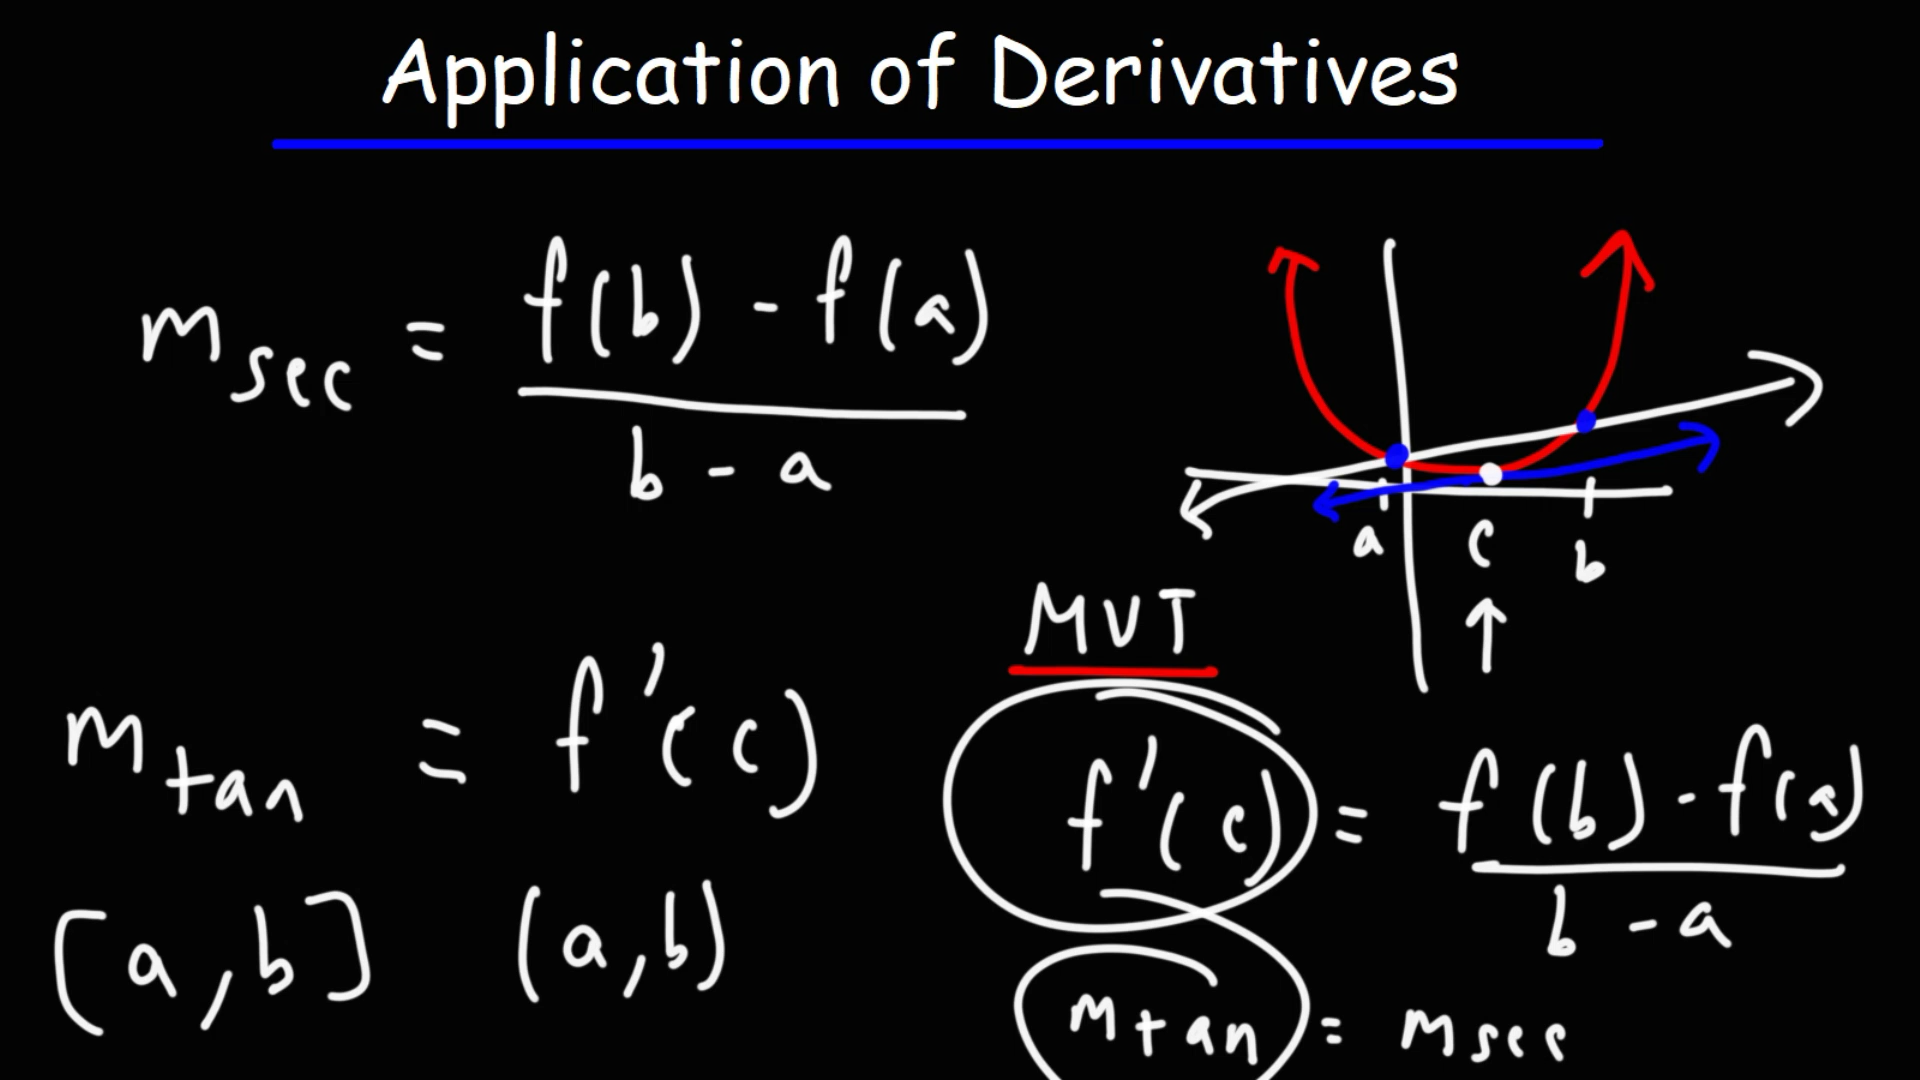 Application of Derivatives
m_sec = f(b) - f(a)
b - a
a c b
MVT
m_tan = f'(c)
f'(c) = f(b) - f(a)
b - a
[a,b] (a,b)
m_tan = m_sec